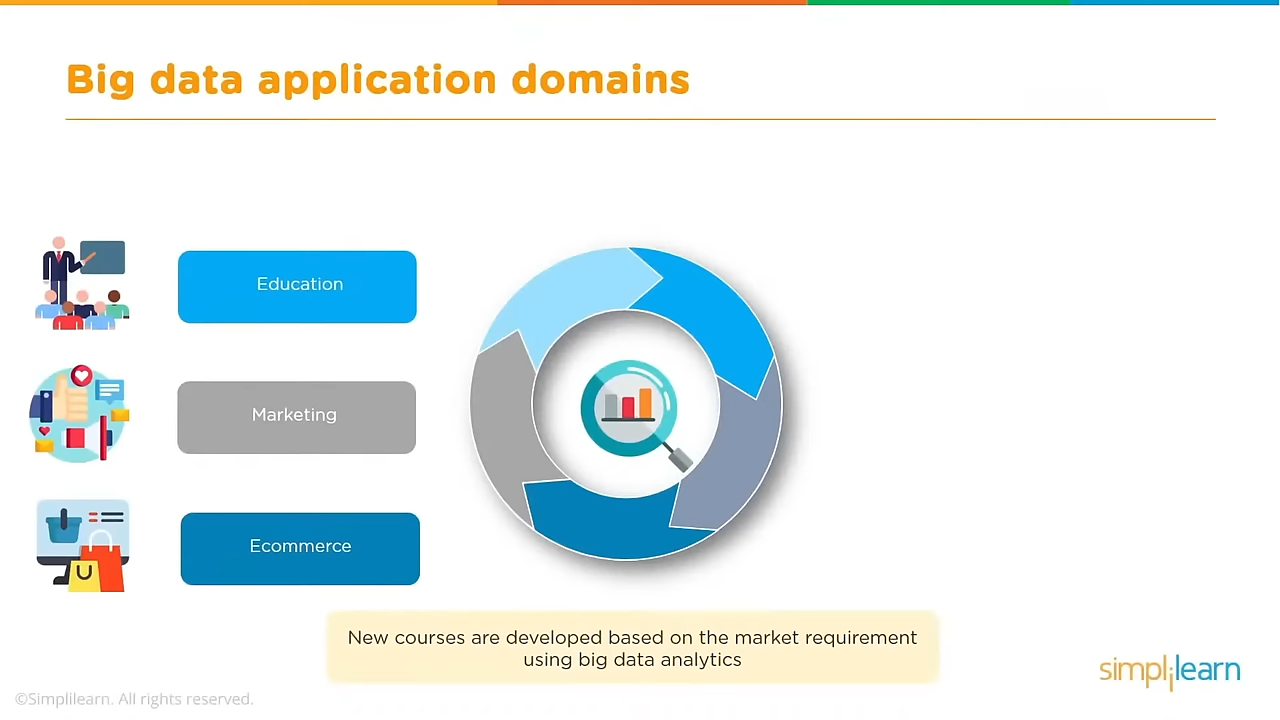 Big data application domains
Education
Marketing
Ecommerce
New courses are developed based on the market requirement
using big data analytics
simplilearn
©Simplilearn. All rights reserved.